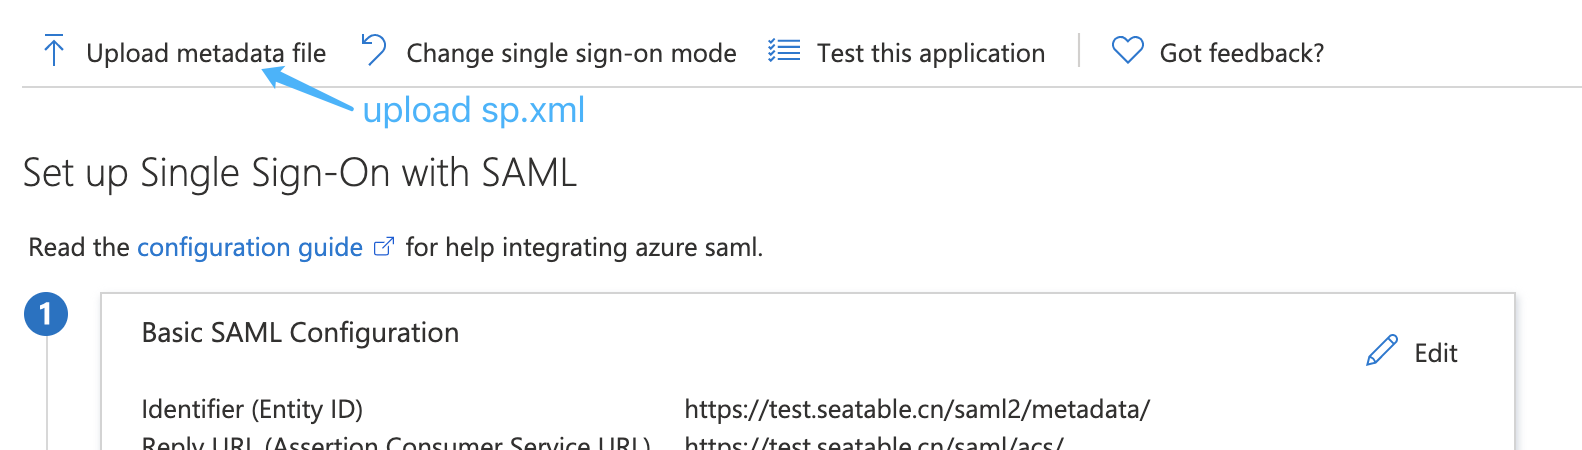 Upload metadata file Change single sign-on mode Test this application Got feedback?
upload sp.xml
Set up Single Sign-On with SAML
Read the configuration guide for help integrating azure saml.
1
Basic SAML Configuration
Edit
Identifier (Entity ID) https://test.seatable.cn/saml2/metadata/
Reply URL (Assertion Consumer Service URL) https://test.seatable.cn/saml/acs/